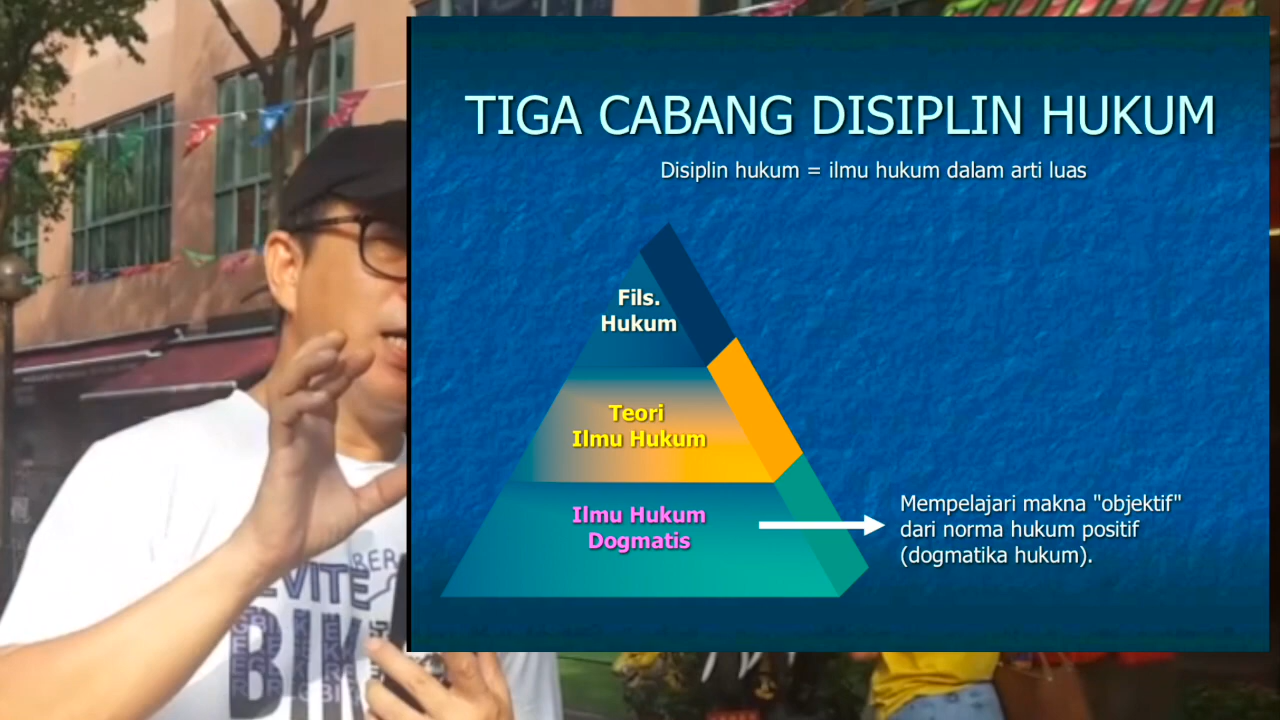 TIGA CABANG DISIPLIN HUKUM
Disiplin hukum = ilmu hukum dalam arti luas
Fils.
Hukum
Teori
Ilmu Hukum
Ilmu Hukum
Dogmatis
Mempelajari makna "objektif"
dari norma hukum positif
(dogmatika hukum).